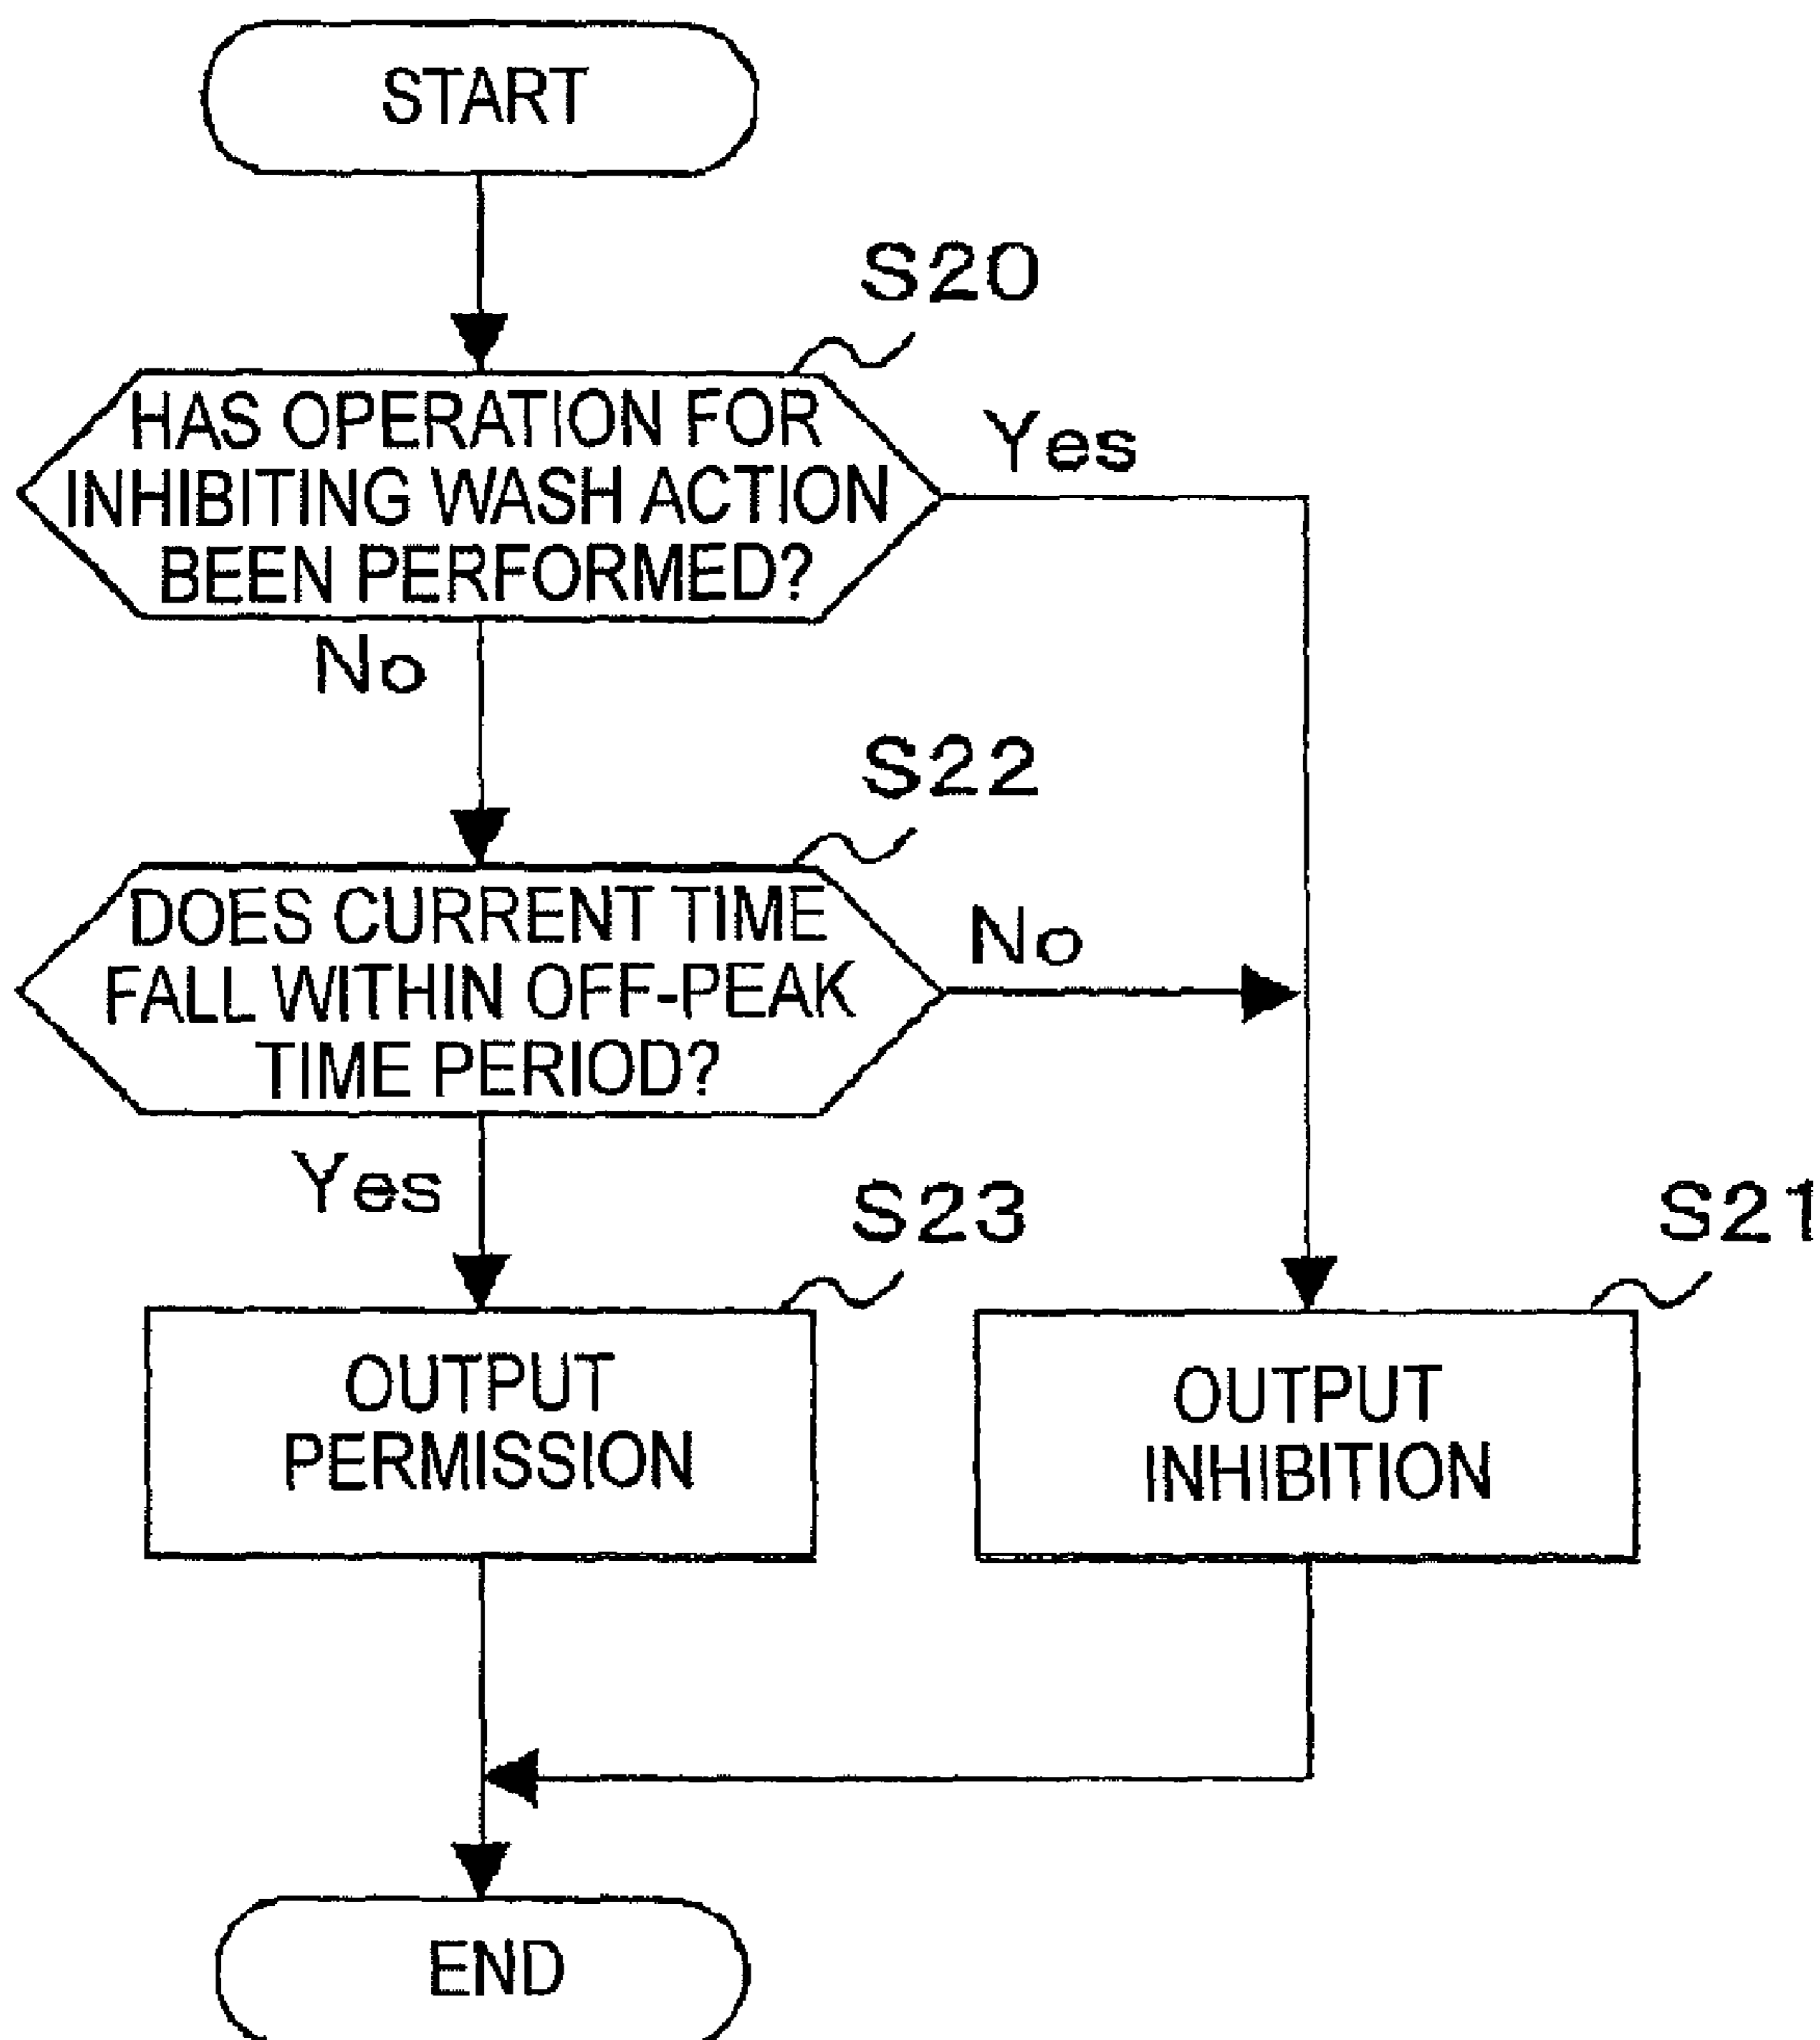 START
S20
HAS OPERATION FOR
INHIBITING WASH ACTION
BEEN PERFORMED?
Yes
No
S22
DOES CURRENT TIME
FALL WITHIN OFF-PEAK
TIME PERIOD?
No
Yes
S23
S21
OUTPUT
PERMISSION
OUTPUT
INHIBITION
END